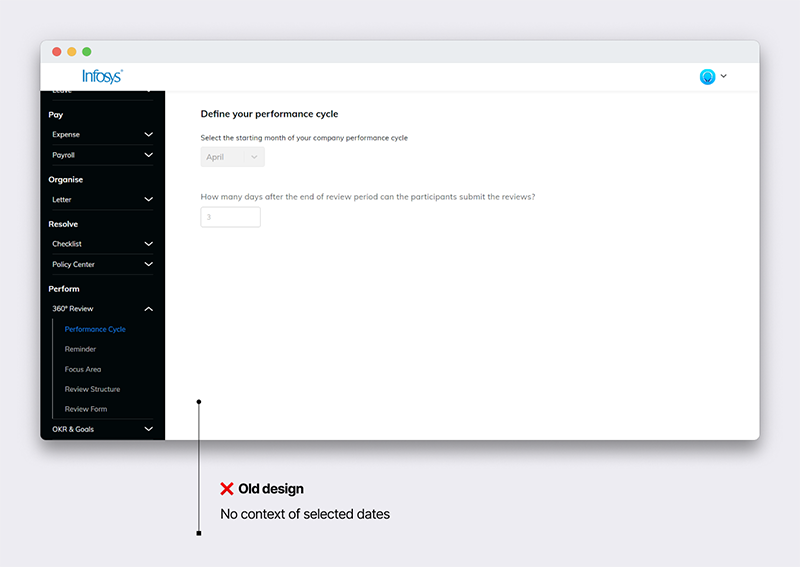 Infosys
Leave
Pay
Expense
Payroll
Organise
Letter
Resolve
Checklist
Policy Center
Perform
360° Review
Performance Cycle
Reminder
Focus Area
Review Structure
Review Form
OKR & Goals
Define your performance cycle
Select the starting month of your company performance cycle
April
How many days after the end of review period can the participants submit the reviews?
3
❌ Old design
No context of selected dates